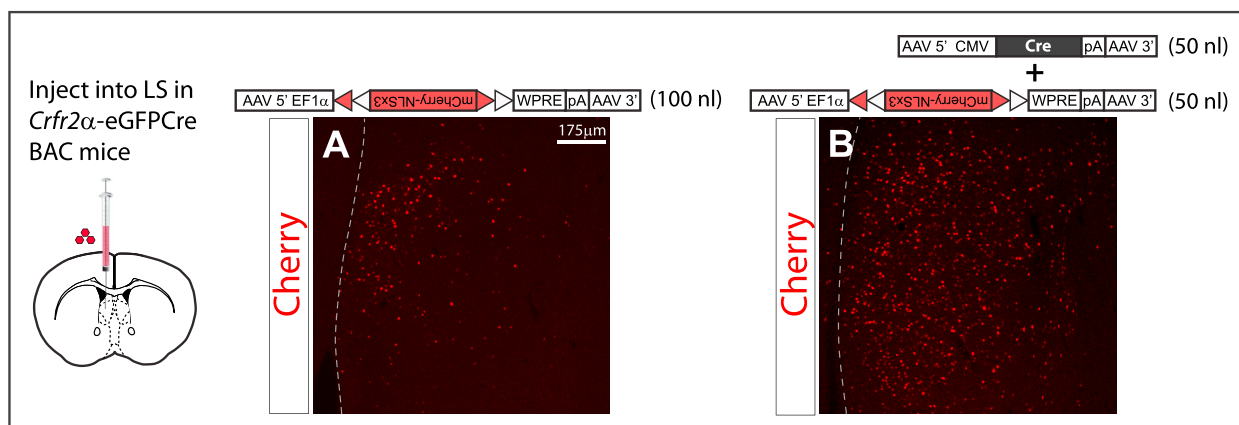 AAV 5' CMV Cre pA AAV 3' (50 nl)
+
Inject into LS in
Crfr2α-eGFPCre
BAC mice
AAV 5' EF1α mCherry-NLSx3 WPRE pA AAV 3' (100 nl)
AAV 5' EF1α mCherry-NLSx3 WPRE pA AAV 3' (50 nl)
A
175μm
Cherry
B
Cherry